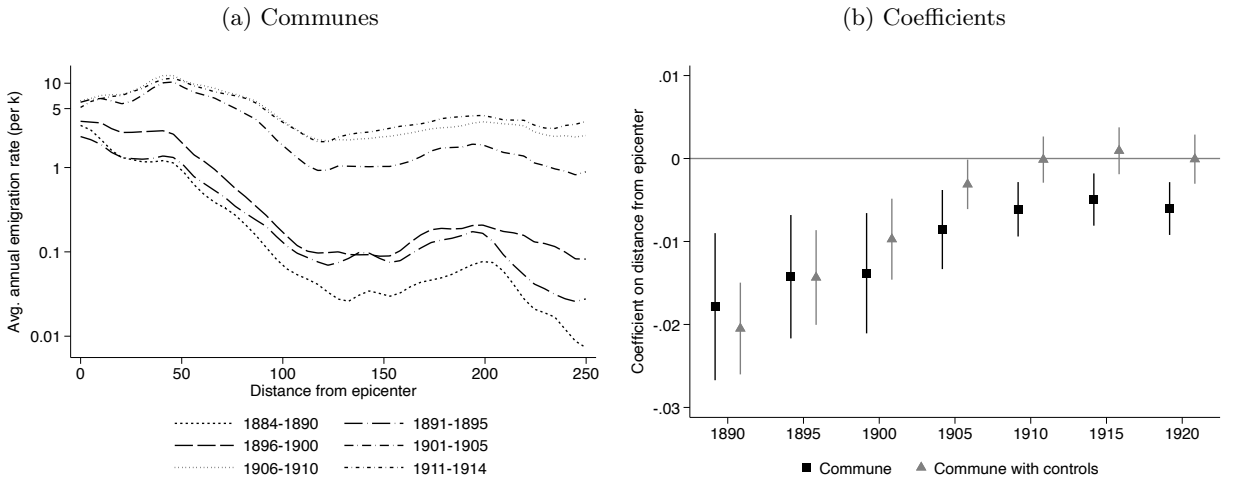 (a) Communes
Avg. annual emigration rate (per k)
10
5
1
0.1
0.01
0 50 100 150 200 250
Distance from epicenter
1884-1890 1891-1895
1896-1900 1901-1905
1906-1910 1911-1914
(b) Coefficients
Coefficient on distance from epicenter
.01
0
-.01
-.02
-.03
1890 1895 1900 1905 1910 1915 1920
Commune Commune with controls